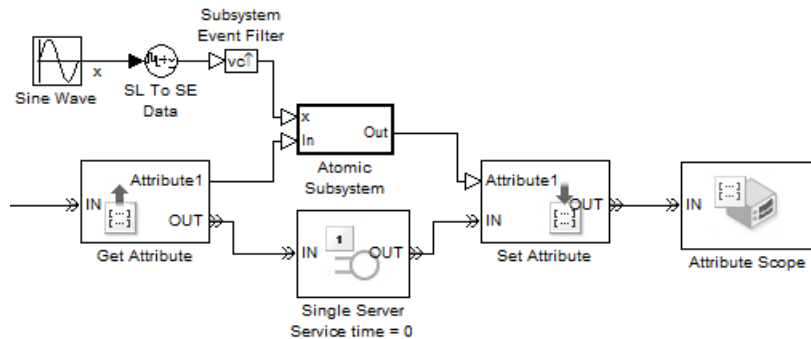 Subsystem
Event Filter
vc↑
x
Sine Wave
SL To SE
Data
x
In
Out
Atomic
Subsystem
IN
Attribute1
OUT
[...]
Get Attribute
IN
1
OUT
Single Server
Service time = 0
Attribute1
IN
OUT
[...]
Set Attribute
IN
[...]
Attribute Scope